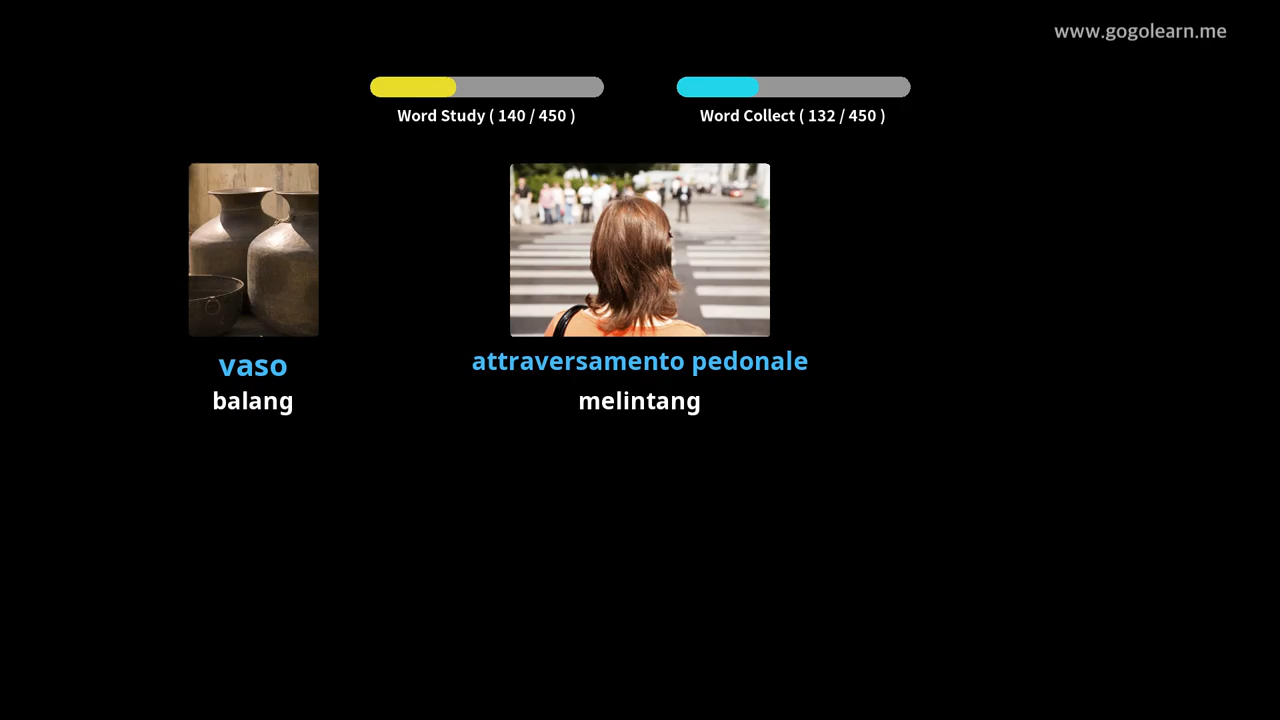 www.gogolearn.me
Word Study ( 140 / 450 )
Word Collect ( 132 / 450 )
vaso
balang
attraversamento pedonale
melintang